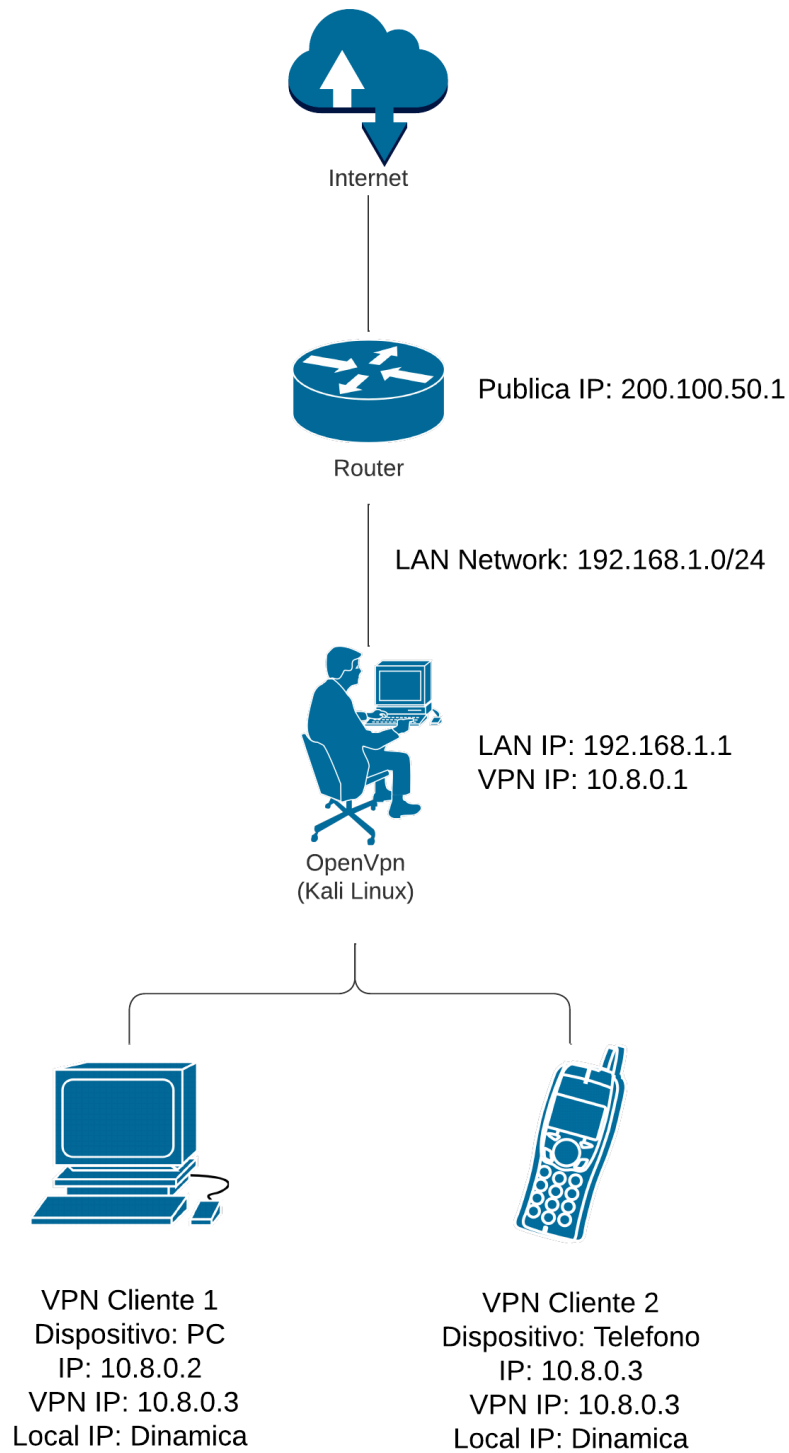 Internet
Publica IP: 200.100.50.1
Router
LAN Network: 192.168.1.0/24
LAN IP: 192.168.1.1
VPN IP: 10.8.0.1
OpenVpn
(Kali Linux)
VPN Cliente 1
Dispositivo: PC
IP: 10.8.0.2
VPN IP: 10.8.0.3
Local IP: Dinamica
VPN Cliente 2
Dispositivo: Telefono
IP: 10.8.0.3
VPN IP: 10.8.0.3
Local IP: Dinamica